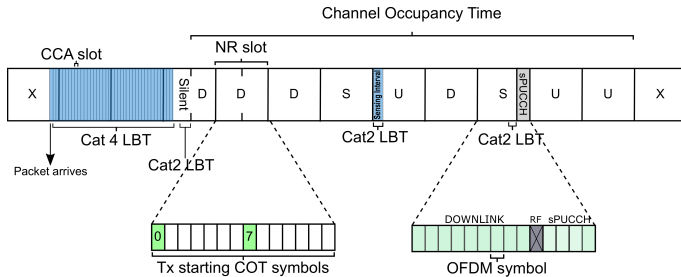 Channel Occupancy Time
CCA slot
NR slot
X
Silent
D
D
D
S
Sensing Interval
U
D
S
sPUCCH
U
U
X
Cat 4 LBT
Cat2 LBT
Cat2 LBT
Cat2 LBT
Packet arrives
DOWNLINK
RF
sPUCCH
0
7
Tx starting COT symbols
OFDM symbol